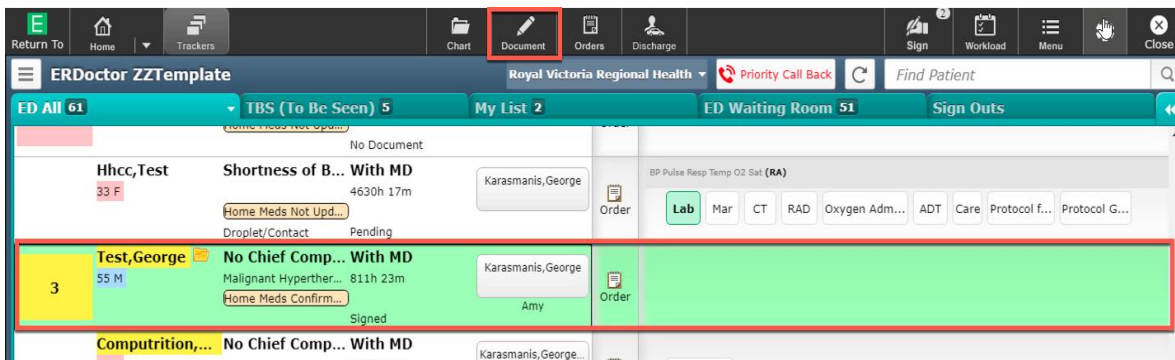 E
Return To
Home
Trackers
Chart
Document
Orders
Discharge
2
Sign
Workload
Menu
Close
ERDoctor ZZTemplate
Royal Victoria Regional Health
Priority Call Back
Find Patient
ED All 61
TBS (To Be Seen) 5
My List 2
ED Waiting Room 51
Sign Outs
Home Meds Not Upd...
No Document
Order
Hhcc,Test
Shortness of B...
With MD
33 F
4630h 17m
Home Meds Not Upd...
Droplet/Contact
Pending
Karasmanis,George
Order
BP Pulse Resp Temp O2 Sat (RA)
Lab
Mar
CT
RAD
Oxygen Adm...
ADT
Care
Protocol f...
Protocol G...
3
Test,George
No Chief Comp...
With MD
55 M
Malignant Hyperther...
811h 23m
Home Meds Confirm...
Signed
Karasmanis,George
Amy
Order
Computrition,...
No Chief Comp...
With MD
Karasmanis,George...